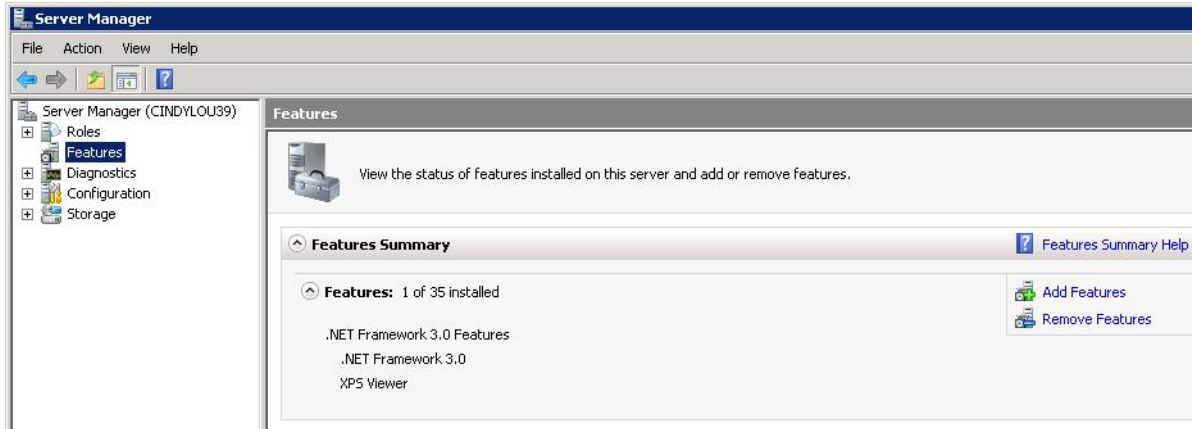 Server Manager
File Action View Help
Server Manager (CINDYLOU39)
Roles
Features
Diagnostics
Configuration
Storage
Features
View the status of features installed on this server and add or remove features.
Features Summary
Features Summary Help
Features: 1 of 35 installed
Add Features
Remove Features
.NET Framework 3.0 Features
.NET Framework 3.0
XPS Viewer